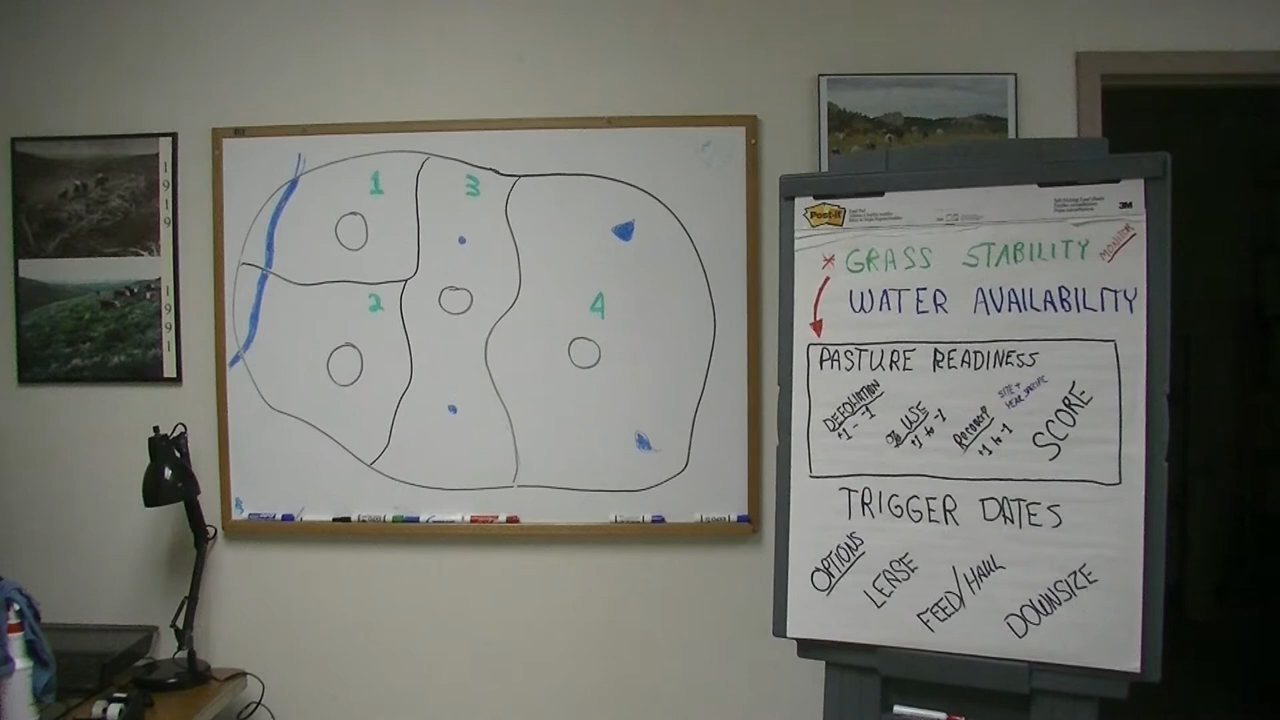 1919
1991
1
3
2
4
Post-it
3M
* GRASS STABILITY MONITOR
WATER AVAILABILITY
PASTURE READINESS
DEFOLIATION
+1 - -1
% USE
+1 to -1
RECOVERY
+1 to -1
SITE +
YEAR SPECIFIC
SCORE
TRIGGER DATES
OPTIONS
LEASE
FEED/HAUL
DOWNSIZE